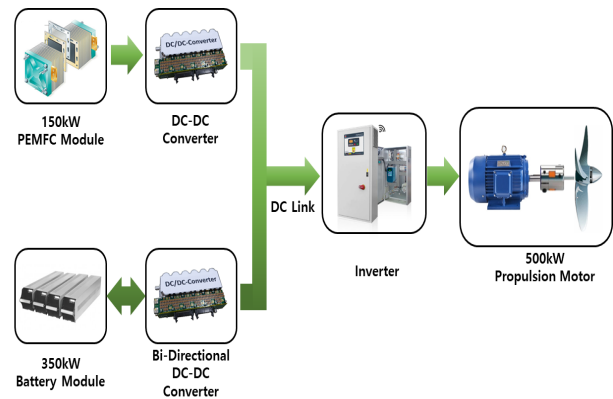 DC/DC-Converter
150kW
PEMFC Module
DC-DC
Converter
DC Link
Inverter
500kW
Propulsion Motor
DC/DC-Converter
350kW
Battery Module
Bi-Directional
DC-DC
Converter